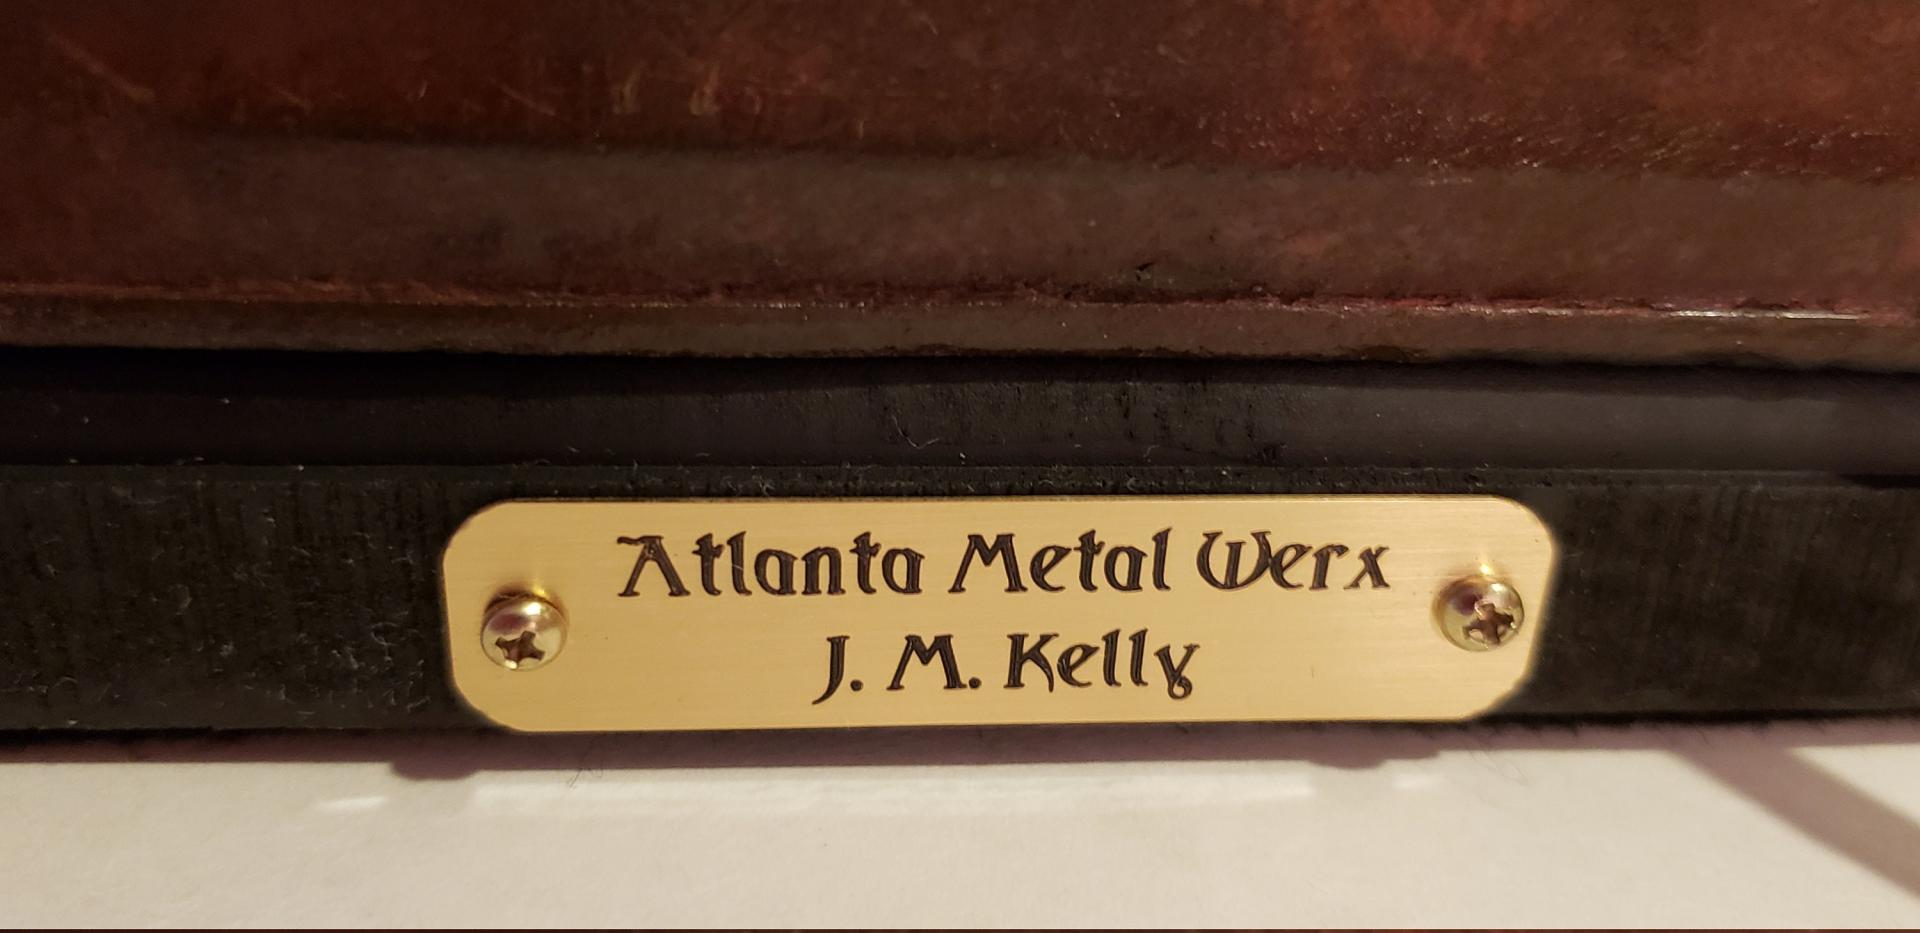 Atlanta Metal Werx
J. M. Kelly